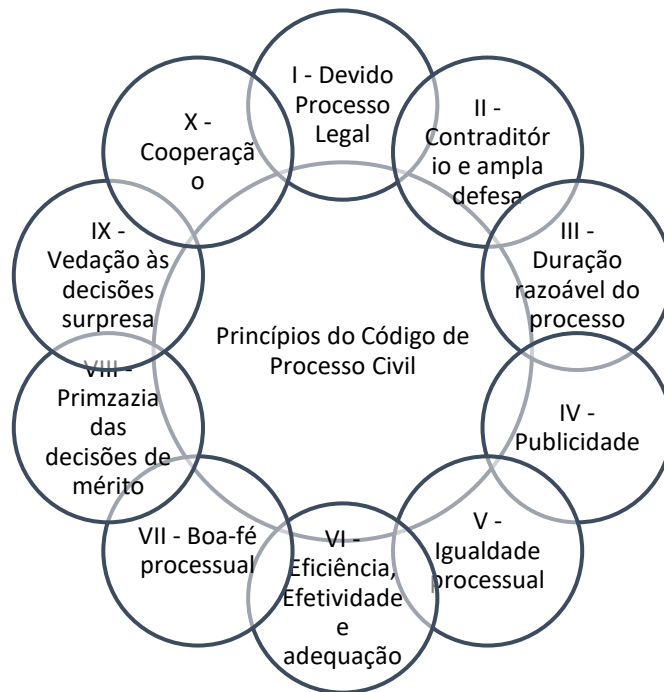 I - Devido
Processo
Legal
II -
Contraditór
io e ampla
defesa
III -
Duração
razoável do
processo
IV -
Publicidade
V -
Igualdade
processual
VI -
Eficiência,
Efetividade
e
adequação
VII - Boa-fé
processual
VIII -
Primzazia
das
decisões de
mérito
IX -
Vedação às
decisões
surpresa
X -
Cooperaçã
o
Princípios do Código de
Processo Civil